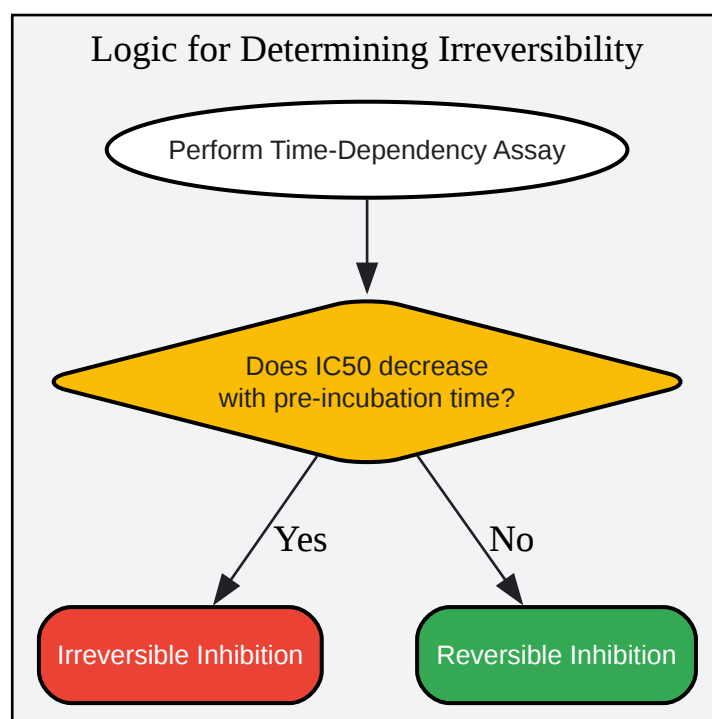 Logic for Determining Irreversibility
Perform Time-Dependency Assay
Does IC50 decrease
with pre-incubation time?
Yes
No
Irreversible Inhibition
Reversible Inhibition